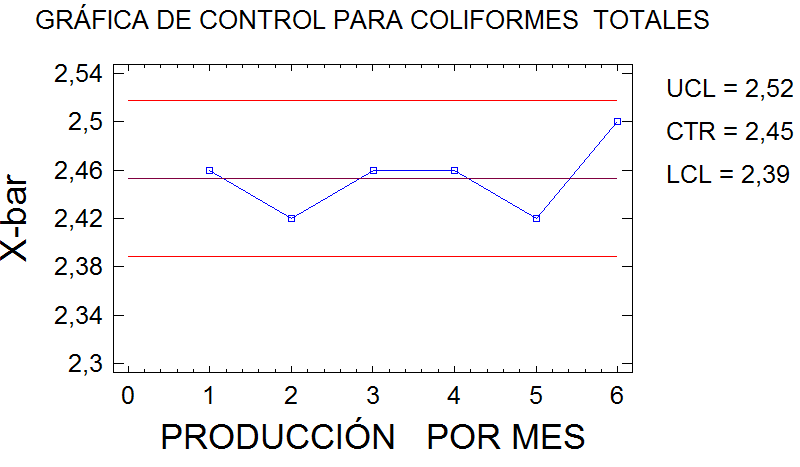 GRÁFICA DE CONTROL PARA COLIFORMES TOTALES
2,54
2,5
2,46
2,42
2,38
2,34
2,3
X-bar
0 1 2 3 4 5 6
PRODUCCIÓN POR MES
UCL = 2,52
CTR = 2,45
LCL = 2,39